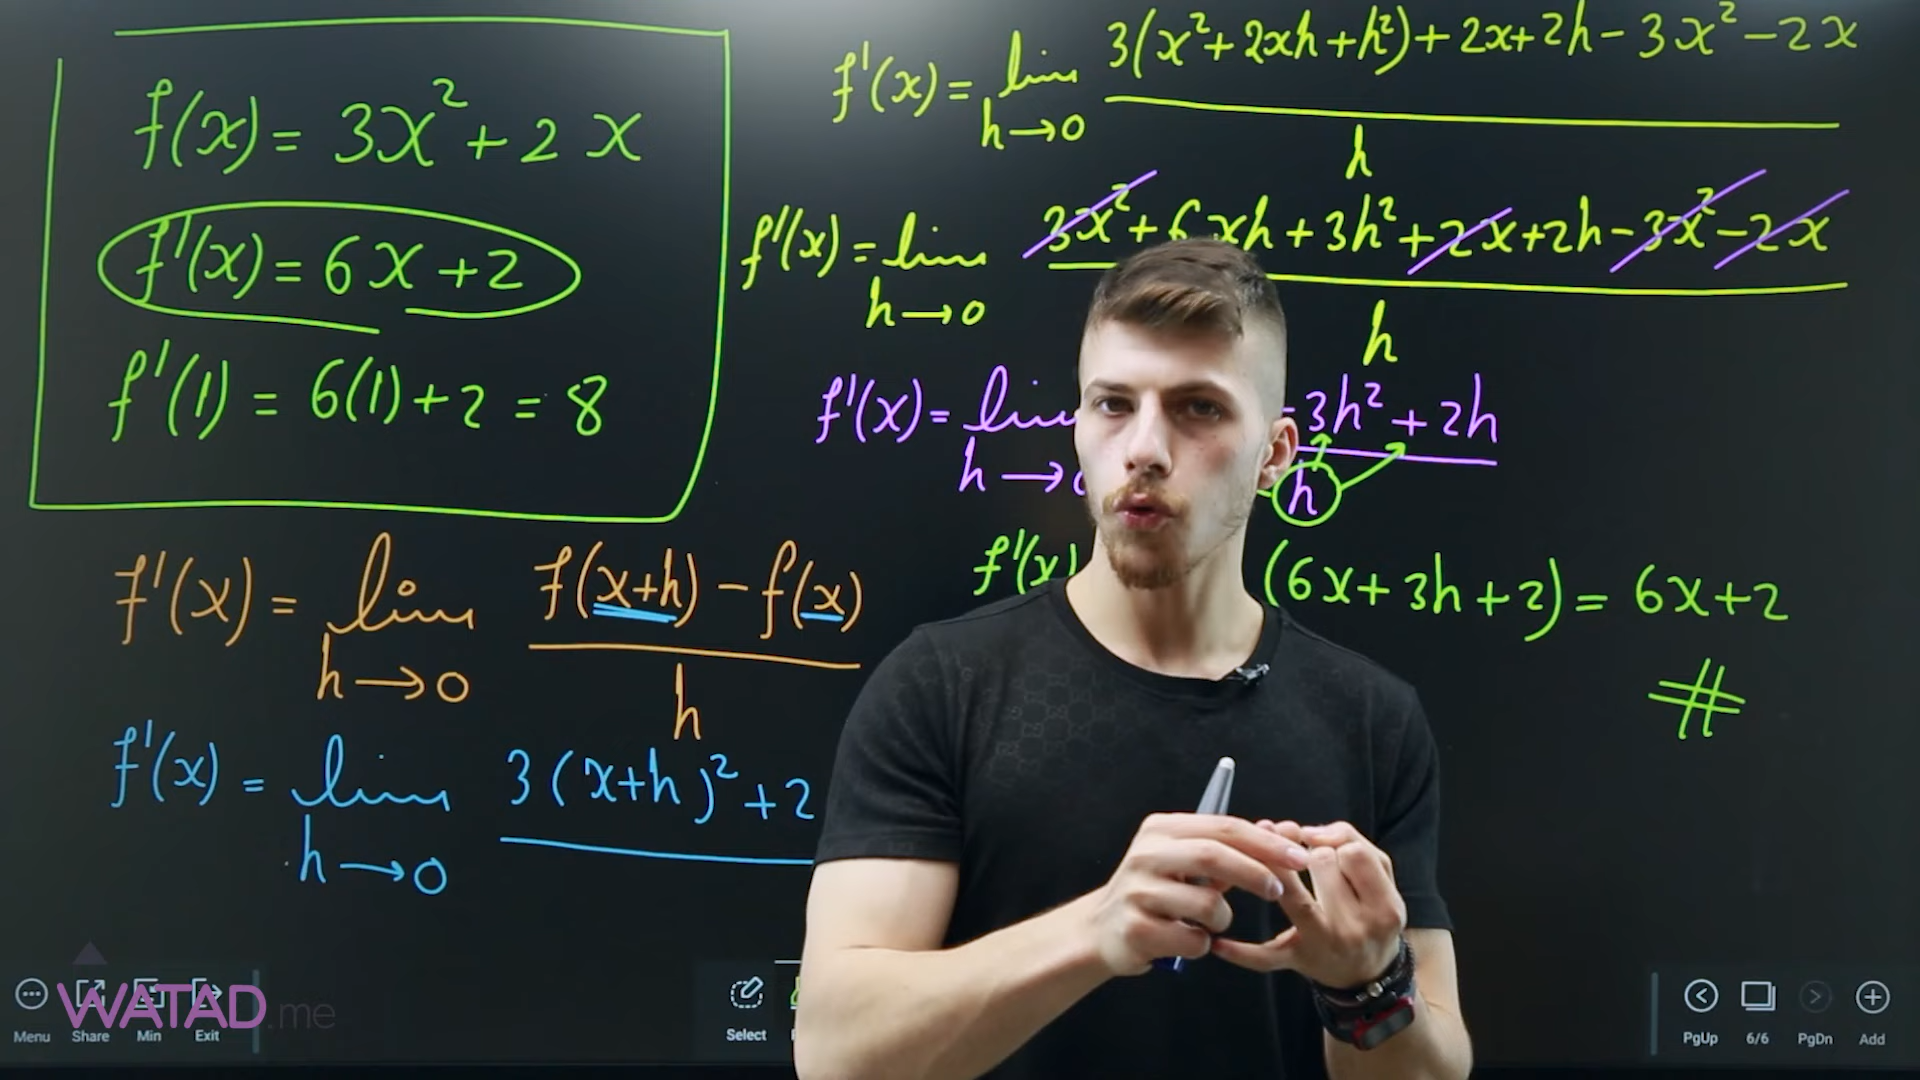 f(x) = 3x² + 2x
f'(x) = 6x + 2
f'(1) = 6(1) + 2 = 8
f'(x) = lim h→0 f(x+h) − f(x) / h
f'(x) = lim h→0 3(x+h)² + 2
f'(x) = lim h→0 3(x² + 2xh + h²) + 2x + 2h − 3x² − 2x / h
f'(x) = lim h→0 3x² + 6xh + 3h² + 2x + 2h − 3x² − 2x / h
f'(x) = lim h→ 3h² + 2h / h
f'(x) (6x + 3h + 2) = 6x + 2
#
WATAD.me
Menu Share Min Exit Select PgUp 6/6 PgDn Add